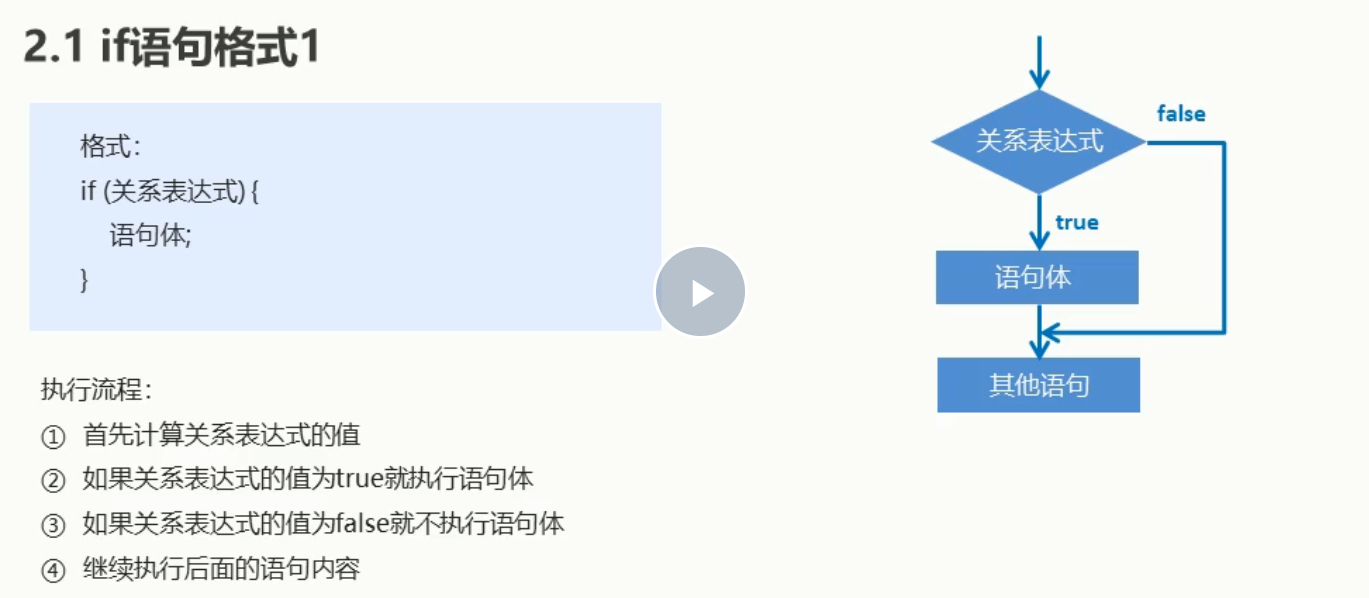 2.1 if语句格式1
格式：
if (关系表达式) {
语句体;
}
执行流程：
① 首先计算关系表达式的值
② 如果关系表达式的值为true就执行语句体
③ 如果关系表达式的值为false就不执行语句体
④ 继续执行后面的语句内容
关系表达式
false
true
语句体
其他语句